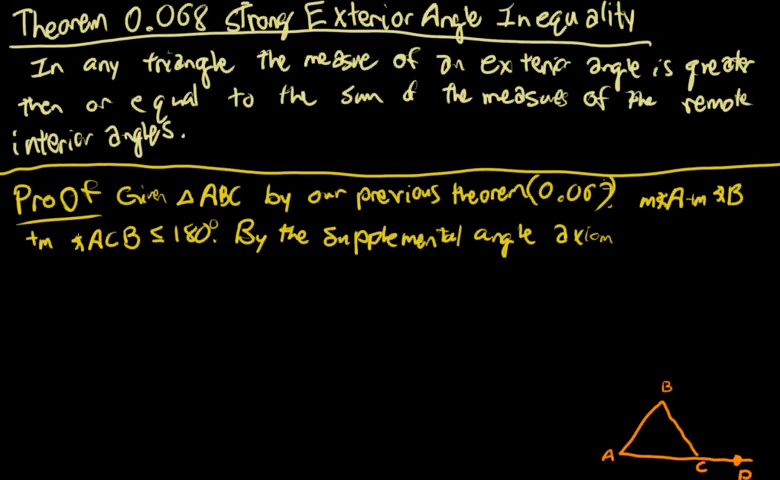 Theorem 0.068 Strong Exterior Angle Inequality
In any triangle the measure of an exterior angle is greater
then or equal to the sum of the measures of the remote
interior angles.
Proof Given △ABC by our previous theorem (0.067) m∡A+m∡B
+m∡ACB ≤ 180°. By the supplemental angle axiom
B
A
C
D